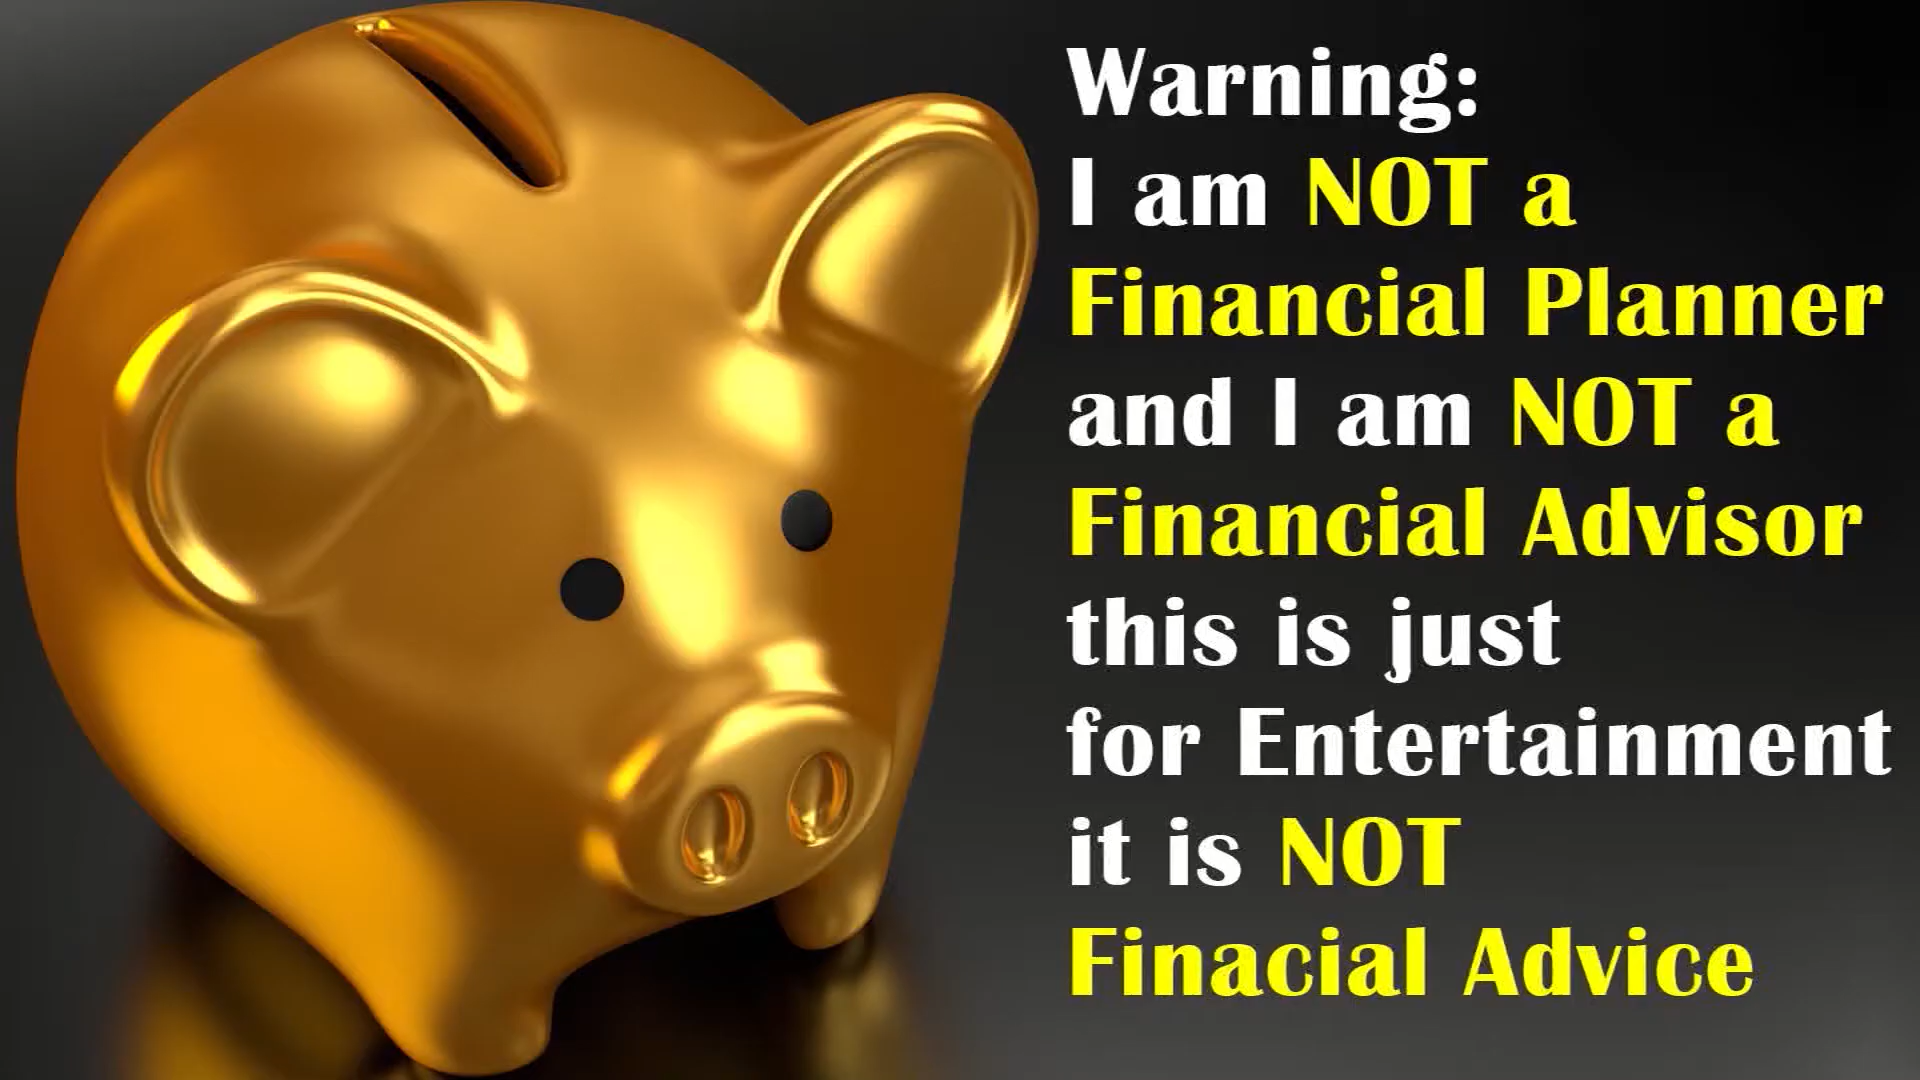 Warning:
I am NOT a
Financial Planner
and I am NOT a
Financial Advisor
this is just
for Entertainment
it is NOT
Finacial Advice